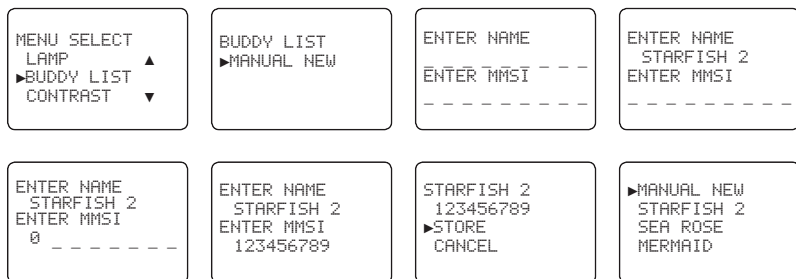 MENU SELECT
LAMP ▲
▶BUDDY LIST
CONTRAST ▼
BUDDY LIST
▶MANUAL NEW
ENTER NAME
_ _ _ _ _ _ _ _ _
ENTER MMSI
_ _ _ _ _ _ _ _ _
ENTER NAME
STARFISH 2
ENTER MMSI
_ _ _ _ _ _ _ _ _
ENTER NAME
STARFISH 2
ENTER MMSI
0 _ _ _ _ _ _ _
ENTER NAME
STARFISH 2
ENTER MMSI
123456789
STARFISH 2
123456789
▶STORE
CANCEL
▶MANUAL NEW
STARFISH 2
SEA ROSE
MERMAID